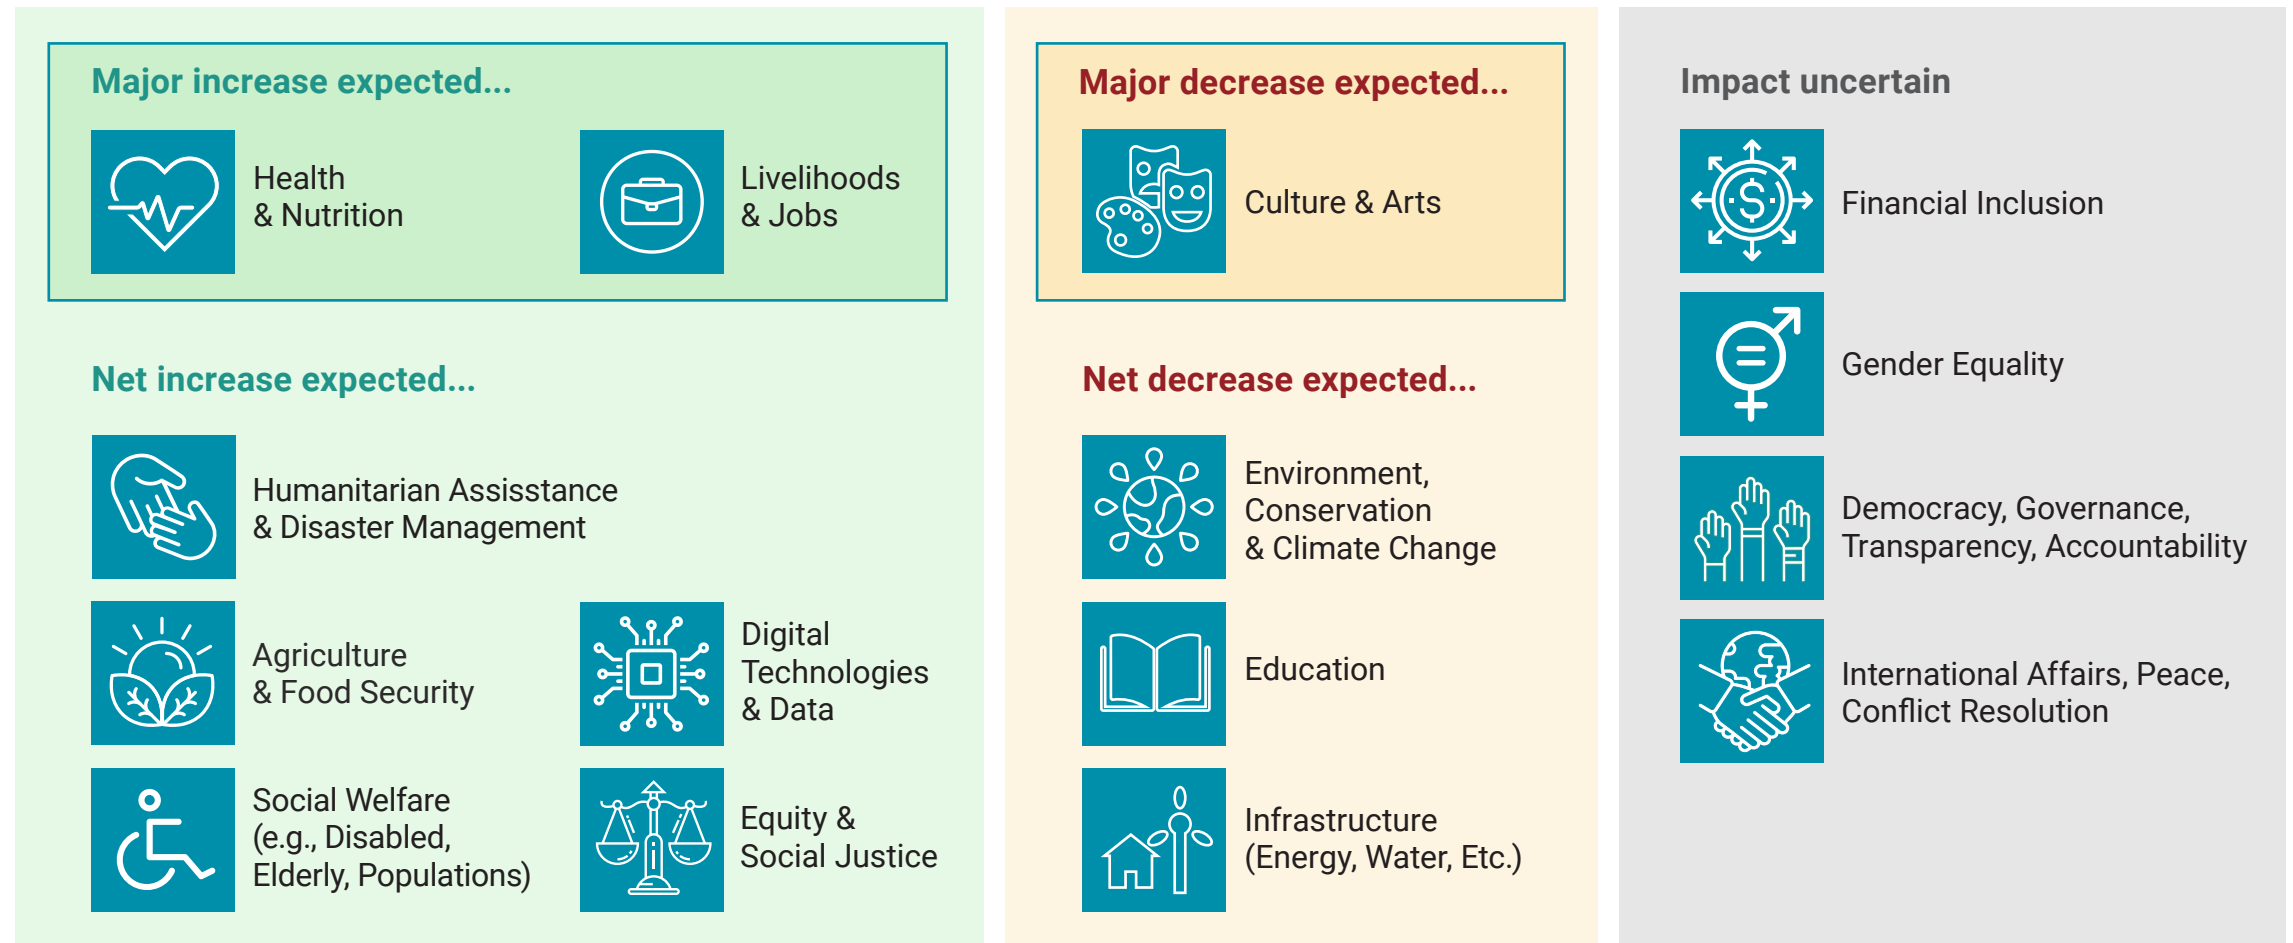 Major increase expected...
Health
& Nutrition
Livelihoods
& Jobs
Net increase expected...
Humanitarian Assisstance
& Disaster Management
Agriculture
& Food Security
Digital
Technologies
& Data
Social Welfare
(e.g., Disabled,
Elderly, Populations)
Equity &
Social Justice
Major decrease expected...
Culture & Arts
Net decrease expected...
Environment,
Conservation
& Climate Change
Education
Infrastructure
(Energy, Water, Etc.)
Impact uncertain
$
Financial Inclusion
Gender Equality
Democracy, Governance,
Transparency, Accountability
International Affairs, Peace,
Conflict Resolution